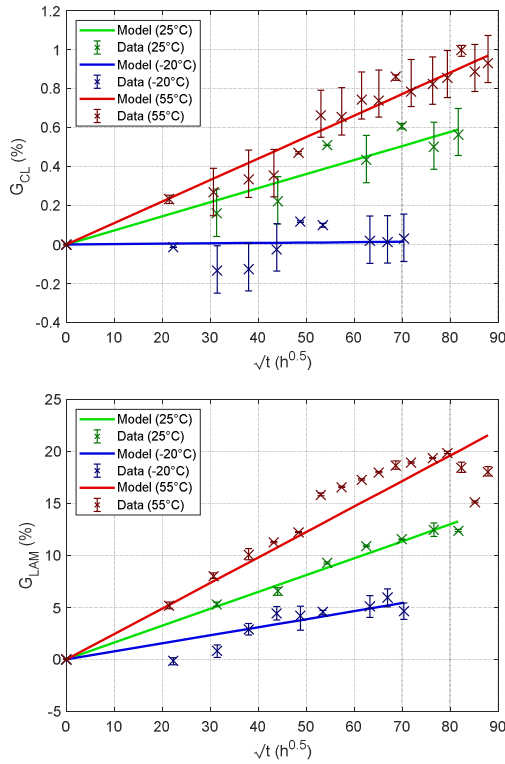 1.2
1
0.8
0.6
0.4
0.2
0
-0.2
-0.4
G_CL (%)
Model (25°C)
Data (25°C)
Model (-20°C)
Data (-20°C)
Model (55°C)
Data (55°C)
0 10 20 30 40 50 60 70 80 90
√t (h^0.5)
25
20
15
10
5
0
-5
G_LAM (%)
Model (25°C)
Data (25°C)
Model (-20°C)
Data (-20°C)
Model (55°C)
Data (55°C)
0 10 20 30 40 50 60 70 80 90
√t (h^0.5)